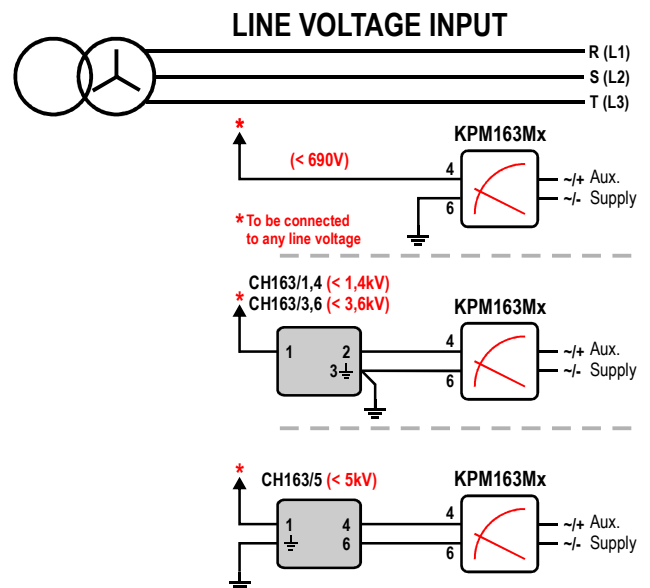 LINE VOLTAGE INPUT
R (L1)
S (L2)
T (L3)
*
KPM163Mx
(< 690V)
4
~/+ Aux.
6
~/- Supply
* To be connected
to any line voltage
CH163/1,4 (< 1,4kV)
* CH163/3,6 (< 3,6kV)
KPM163Mx
1
2
3
4
~/+ Aux.
6
~/- Supply
*
CH163/5 (< 5kV)
KPM163Mx
1
4
6
4
~/+ Aux.
6
~/- Supply